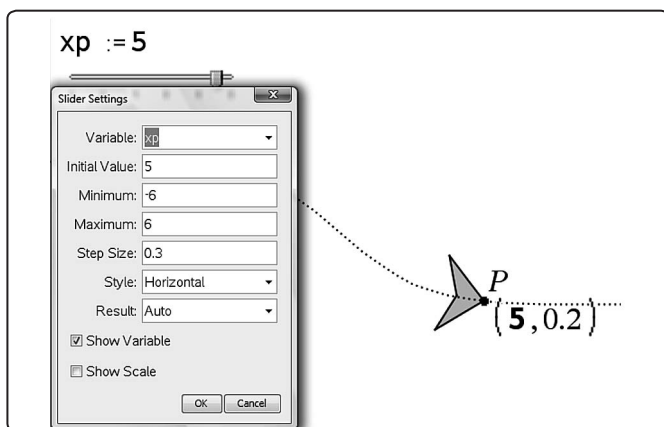 xp := 5
Slider Settings
Variable: xp
Initial Value: 5
Minimum: -6
Maximum: 6
Step Size: 0.3
Style: Horizontal
Result: Auto
Show Variable
Show Scale
OK Cancel
P
(5,0.2)